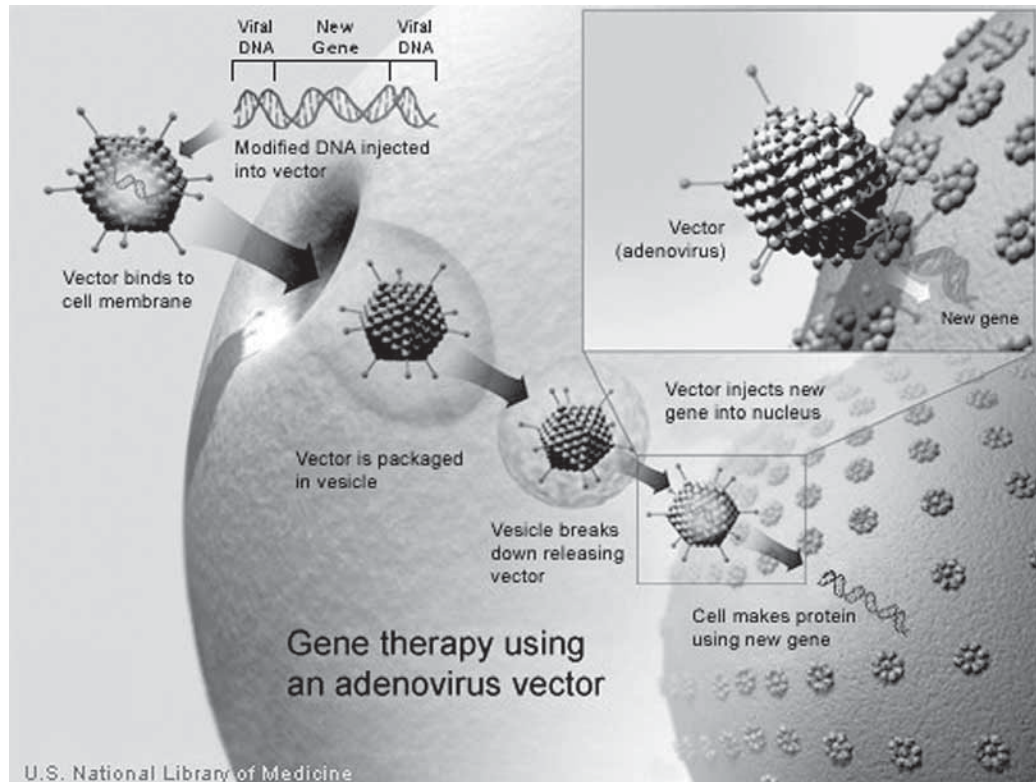 Viral
DNA
New
Gene
Viral
DNA
Modified DNA injected
into vector
Vector binds to
cell membrane
Vector
(adenovirus)
New gene
Vector injects new
gene into nucleus
Vector is packaged
in vesicle
Vesicle breaks
down releasing
vector
Cell makes protein
using new gene
Gene therapy using
an adenovirus vector
U.S. National Library of Medicine